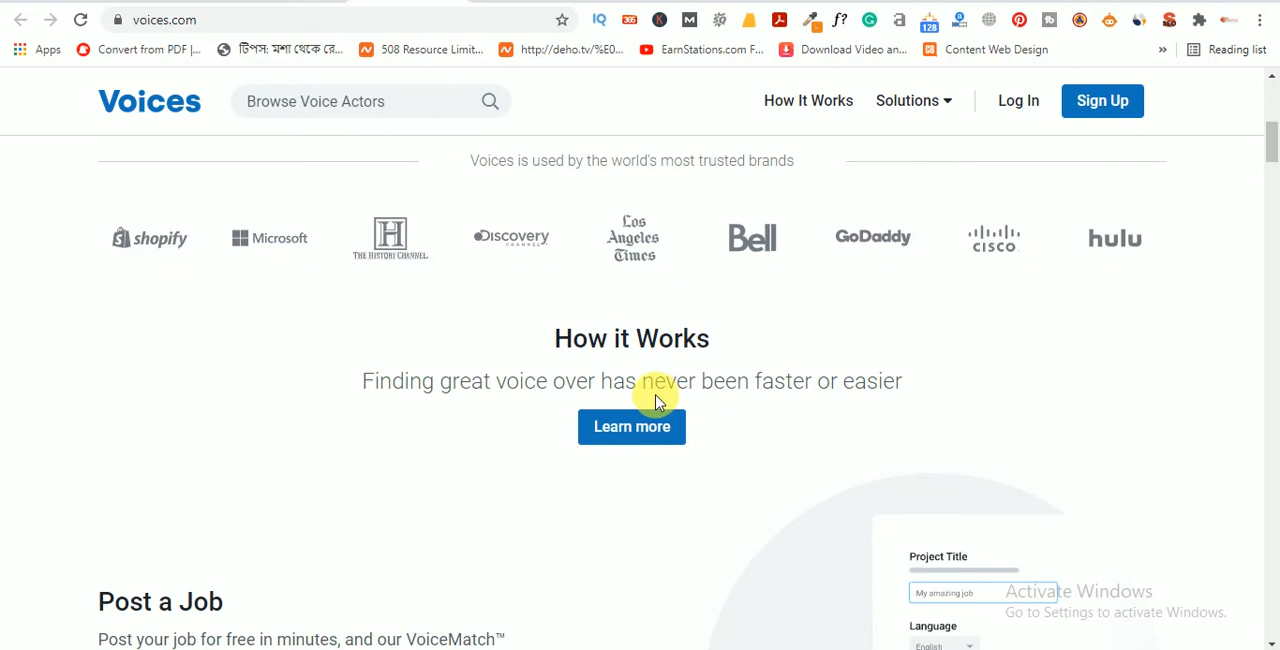 voices.com
Apps Convert from PDF |... টিপস: মশা থেকে রে... 508 Resource Limit... http://deho.tv/%E0... EarnStations.com F... Download Video an... Content Web Design » Reading list
Voices Browse Voice Actors How It Works Solutions Log In Sign Up
Voices is used by the world's most trusted brands
shopify Microsoft H THE HISTORY CHANNEL. Discovery CHANNEL Los Angeles Times Bell GoDaddy CISCO hulu
How it Works
Finding great voice over has never been faster or easier
Learn more
Project Title
My amazing job
Activate Windows
Go to Settings to activate Windows.
Post a Job
Language
Post your job for free in minutes, and our VoiceMatch™
English